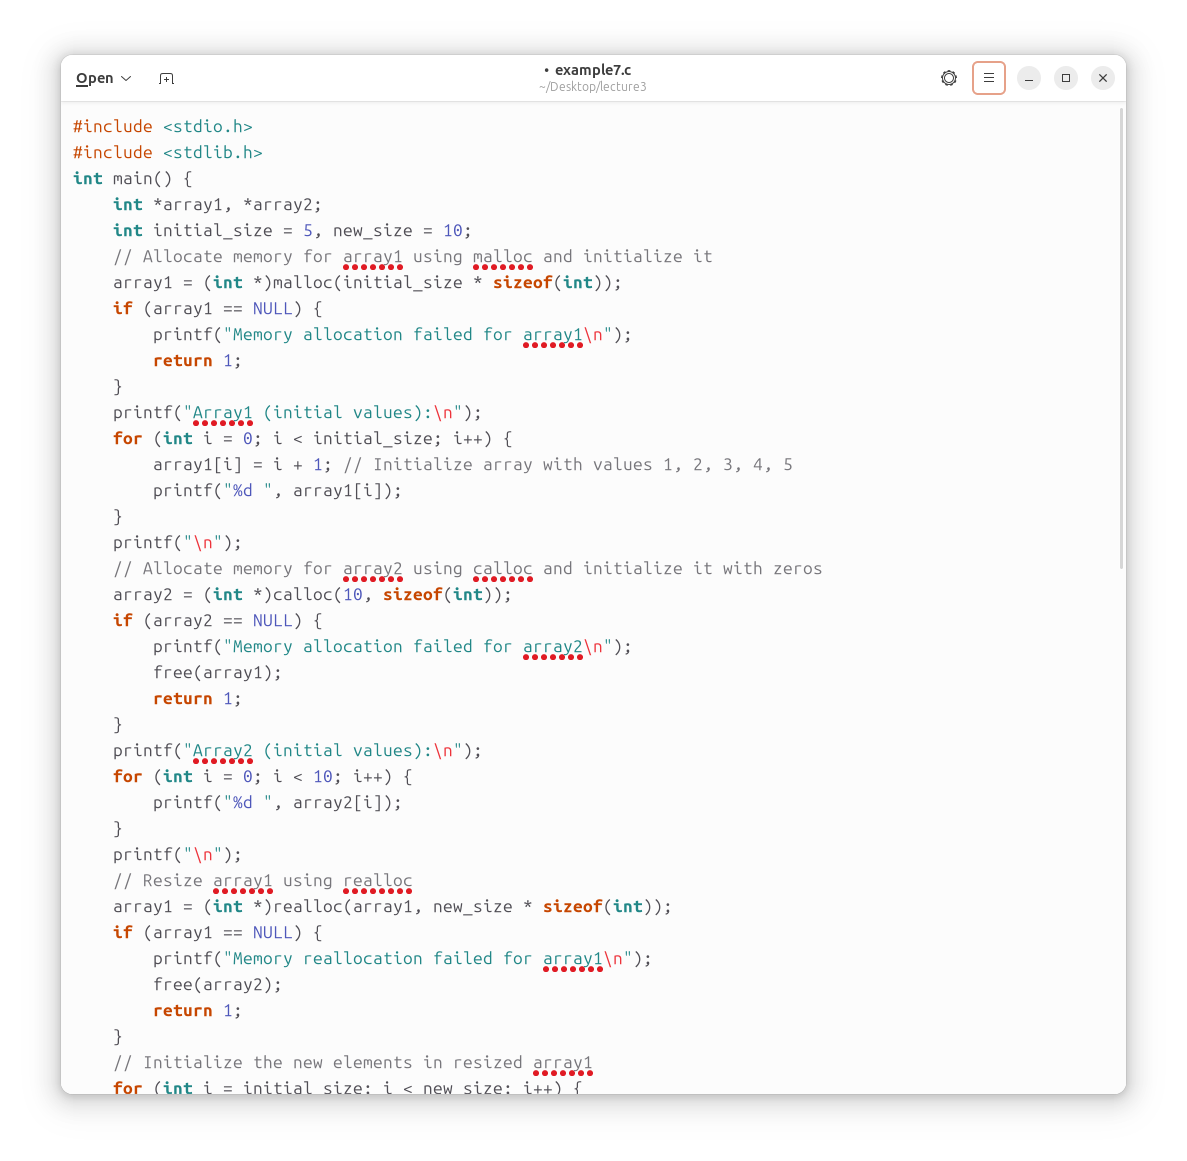 Open
• example7.c
~/Desktop/lecture3
#include <stdio.h>
#include <stdlib.h>
int main() {
    int *array1, *array2;
    int initial_size = 5, new_size = 10;
    // Allocate memory for array1 using malloc and initialize it
    array1 = (int *)malloc(initial_size * sizeof(int));
    if (array1 == NULL) {
        printf("Memory allocation failed for array1\n");
        return 1;
    }
    printf("Array1 (initial values):\n");
    for (int i = 0; i < initial_size; i++) {
        array1[i] = i + 1; // Initialize array with values 1, 2, 3, 4, 5
        printf("%d ", array1[i]);
    }
    printf("\n");
    // Allocate memory for array2 using calloc and initialize it with zeros
    array2 = (int *)calloc(10, sizeof(int));
    if (array2 == NULL) {
        printf("Memory allocation failed for array2\n");
        free(array1);
        return 1;
    }
    printf("Array2 (initial values):\n");
    for (int i = 0; i < 10; i++) {
        printf("%d ", array2[i]);
    }
    printf("\n");
    // Resize array1 using realloc
    array1 = (int *)realloc(array1, new_size * sizeof(int));
    if (array1 == NULL) {
        printf("Memory reallocation failed for array1\n");
        free(array2);
        return 1;
    }
    // Initialize the new elements in resized array1
    for (int i = initial_size; i < new_size; i++) {